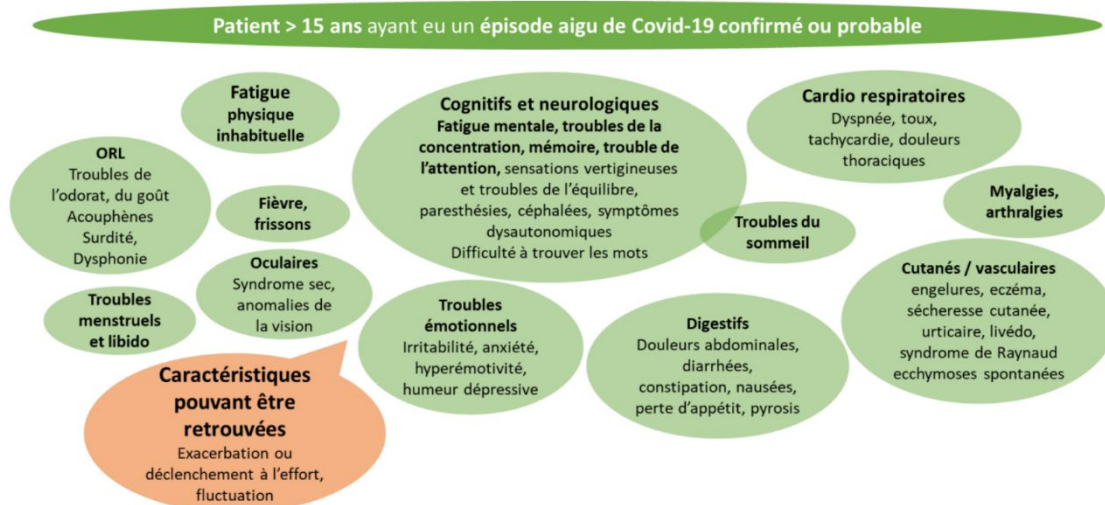 Patient > 15 ans ayant eu un épisode aigu de Covid-19 confirmé ou probable
Fatigue
physique
inhabituelle
Cognitifs et neurologiques
Fatigue mentale, troubles de la
concentration, mémoire, trouble de
l'attention, sensations vertigineuses
et troubles de l'équilibre,
paresthésies, céphalées, symptômes
dysautonomiques
Difficulté à trouver les mots
Cardio respiratoires
Dyspnée, toux,
tachycardie, douleurs
thoraciques
ORL
Troubles de
l'odorat, du goût
Acouphènes
Surdité,
Dysphonie
Fièvre,
frissons
Troubles du
sommeil
Myalgies,
arthralgies
Oculaires
Syndrome sec,
anomalies de
la vision
Troubles
menstruels
et libido
Troubles
émotionnels
Irritabilité, anxiété,
hyperémotivité,
humeur dépressive
Digestifs
Douleurs abdominales,
diarrhées,
constipation, nausées,
perte d'appétit, pyrosis
Cutanés / vasculaires
engelures, eczéma,
sécheresse cutanée,
urticaire, livédo,
syndrome de Raynaud
ecchymoses spontanées
Caractéristiques
pouvant être
retrouvées
Exacerbation ou
déclenchement à l'effort,
fluctuation